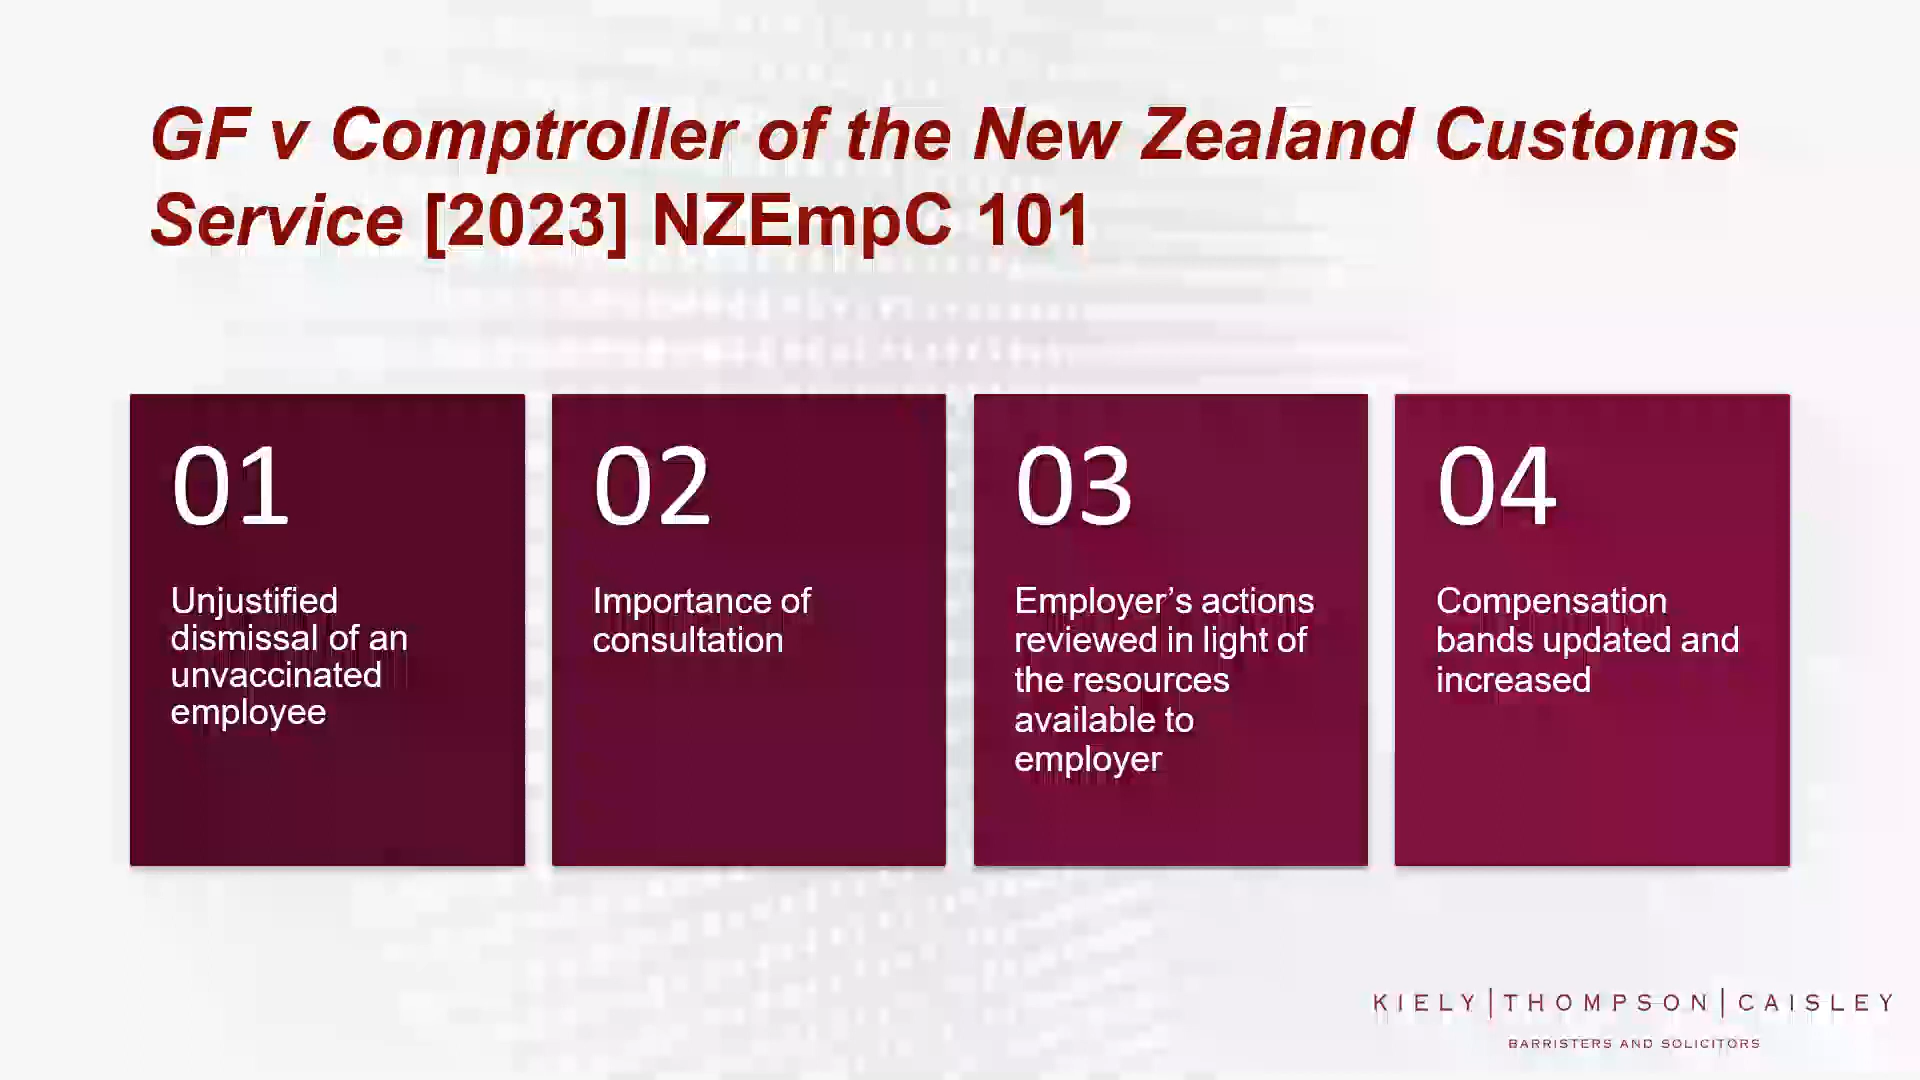 GF v Comptroller of the New Zealand Customs
Service [2023] NZEmpC 101
01
Unjustified
dismissal of an
unvaccinated
employee
02
Importance of
consultation
03
Employer’s actions
reviewed in light of
the resources
available to
employer
04
Compensation
bands updated and
increased
KIELY|THOMPSON|CAISLEY
BARRISTERS AND SOLICITORS